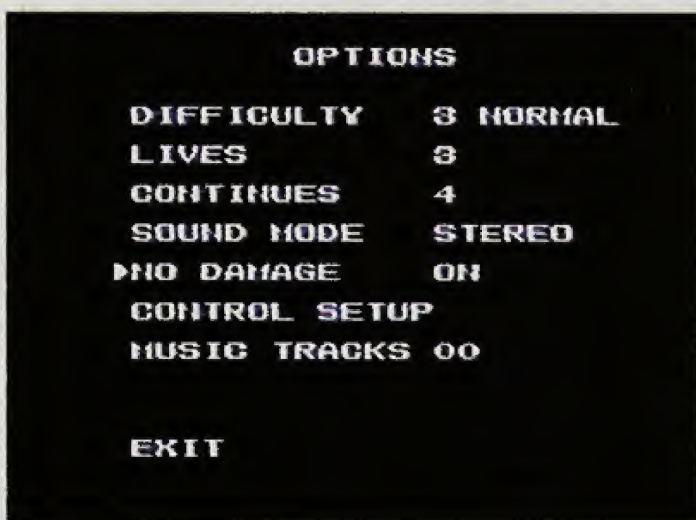 OPTIONS
DIFFICULTY 3 NORMAL
LIVES 3
CONTINUES 4
SOUND MODE STEREO
NO DAMAGE ON
CONTROL SETUP
MUSIC TRACKS 00
EXIT